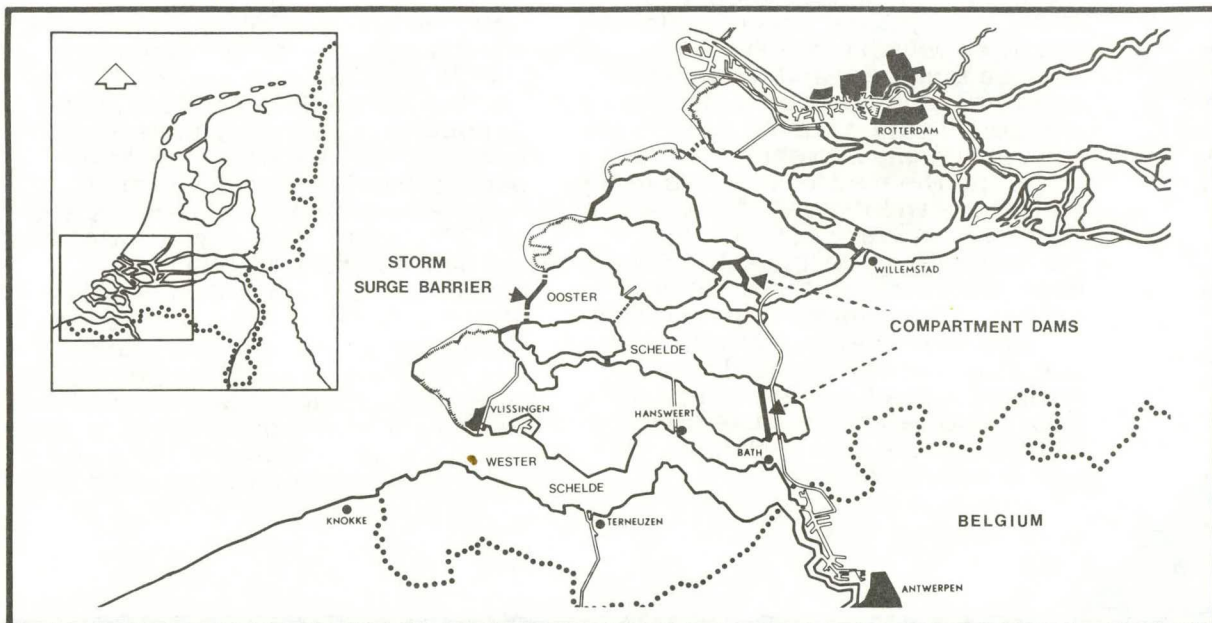 ROTTERDAM
WILLEMSTAD
STORM
SURGE BARRIER
OOSTER
COMPARTMENT DAMS
SCHELDE
VLISSINGEN
HANSWEERT
BATH
WESTER
SCHELDE
KNOKKE
TERNEUZEN
BELGIUM
ANTWERPEN